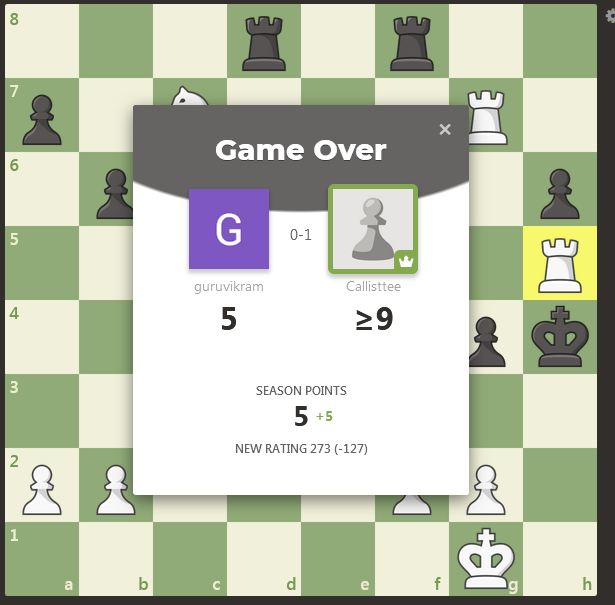 8
7
Game Over
6
G
0-1
5
guruvikram
Callisttee
5
≥9
4
SEASON POINTS
3
5 +5
NEW RATING 273 (-127)
2
1
a b c d e f g h